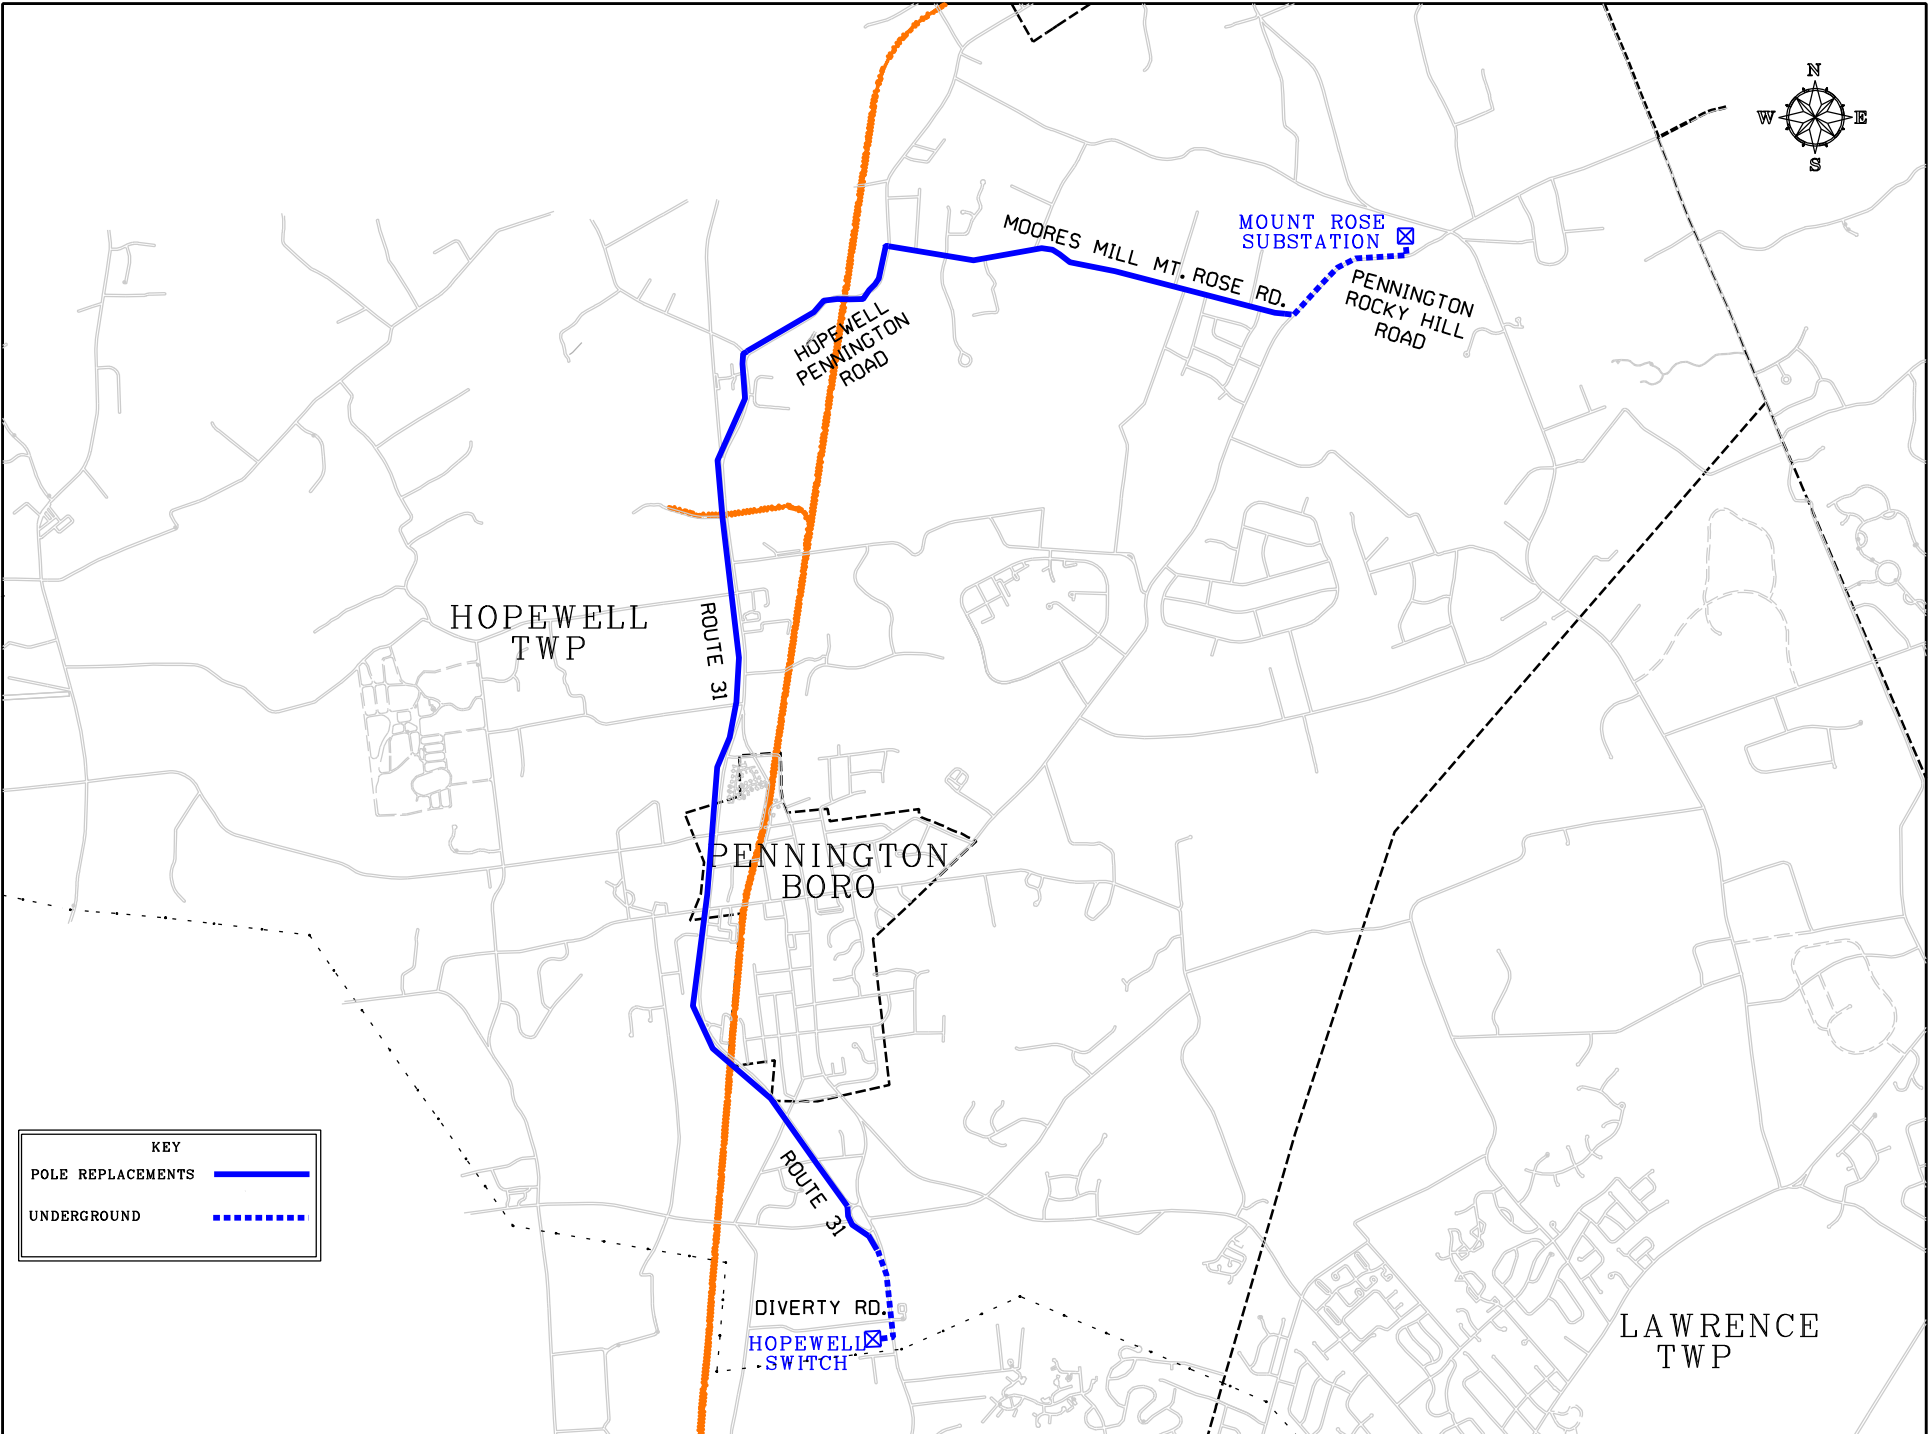 N
W E
S
MOUNT ROSE
SUBSTATION
MOORES MILL MT. ROSE RD.
PENNINGTON
ROCKY HILL
ROAD
HOPEWELL
PENNINGTON
ROAD
HOPEWELL
TWP
ROUTE 31
PENNINGTON
BORO
KEY
POLE REPLACEMENTS
UNDERGROUND
ROUTE 31
DIVERTY RD.
HOPEWELL
SWITCH
LAWRENCE
TWP